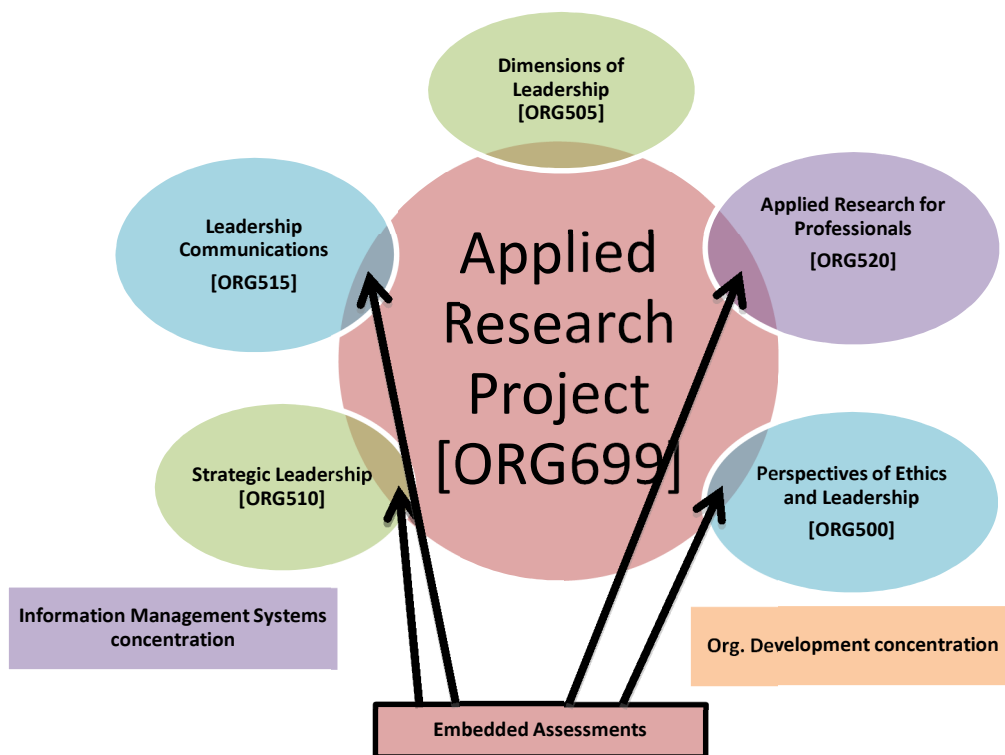 Dimensions of
Leadership
[ORG505]
Leadership
Communications
[ORG515]
Applied Research for
Professionals
[ORG520]
Applied
Research
Project
[ORG699]
Strategic Leadership
[ORG510]
Perspectives of Ethics
and Leadership
[ORG500]
Information Management Systems
concentration
Org. Development concentration
Embedded Assessments